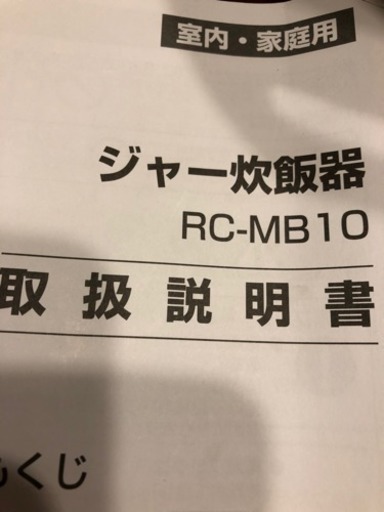 室内・家庭用
ジャー炊飯器
RC-MB10
取扱説明書
もくじ